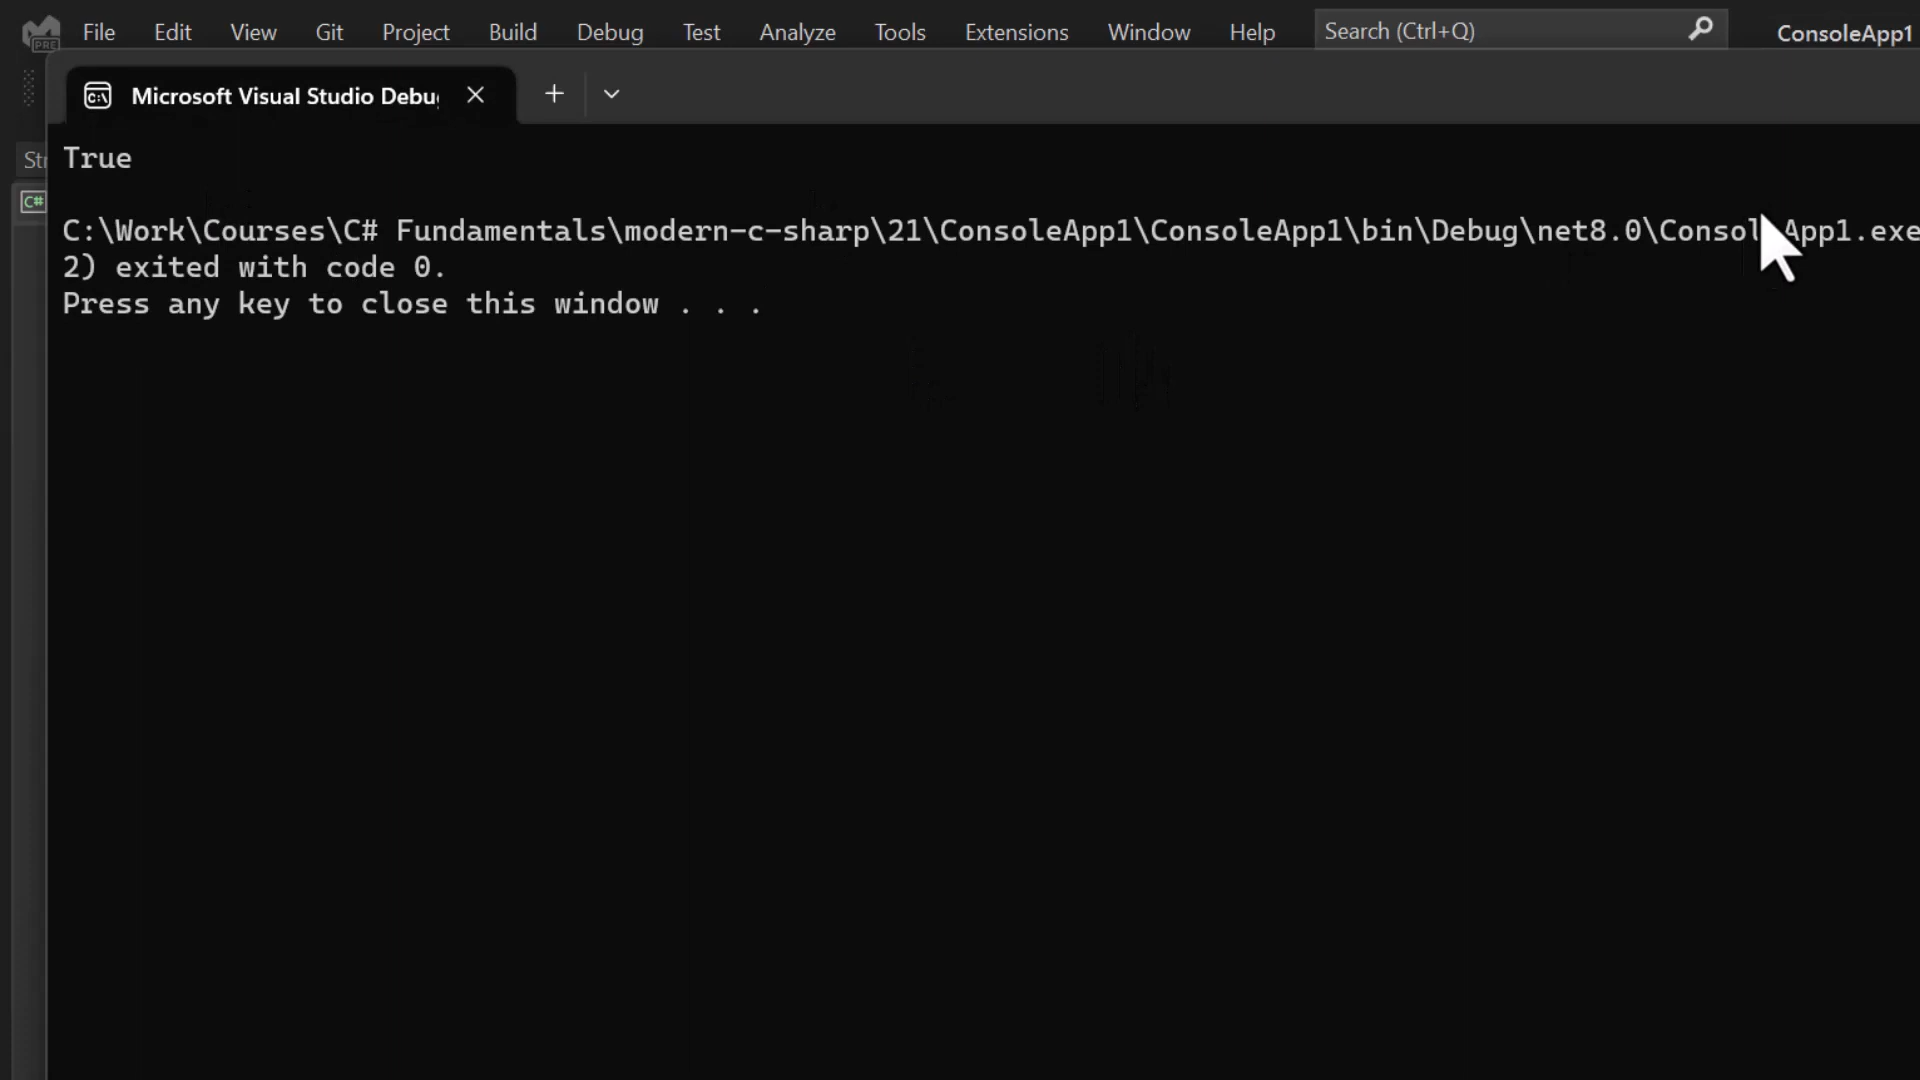 File Edit View Git Project Build Debug Test Analyze Tools Extensions Window Help Search (Ctrl+Q) ConsoleApp1
PRE
Microsoft Visual Studio Debu
True
C#
C:\Work\Courses\C# Fundamentals\modern-c-sharp\21\ConsoleApp1\ConsoleApp1\bin\Debug\net8.0\ConsoleApp1.exe
2) exited with code 0.
Press any key to close this window . . .